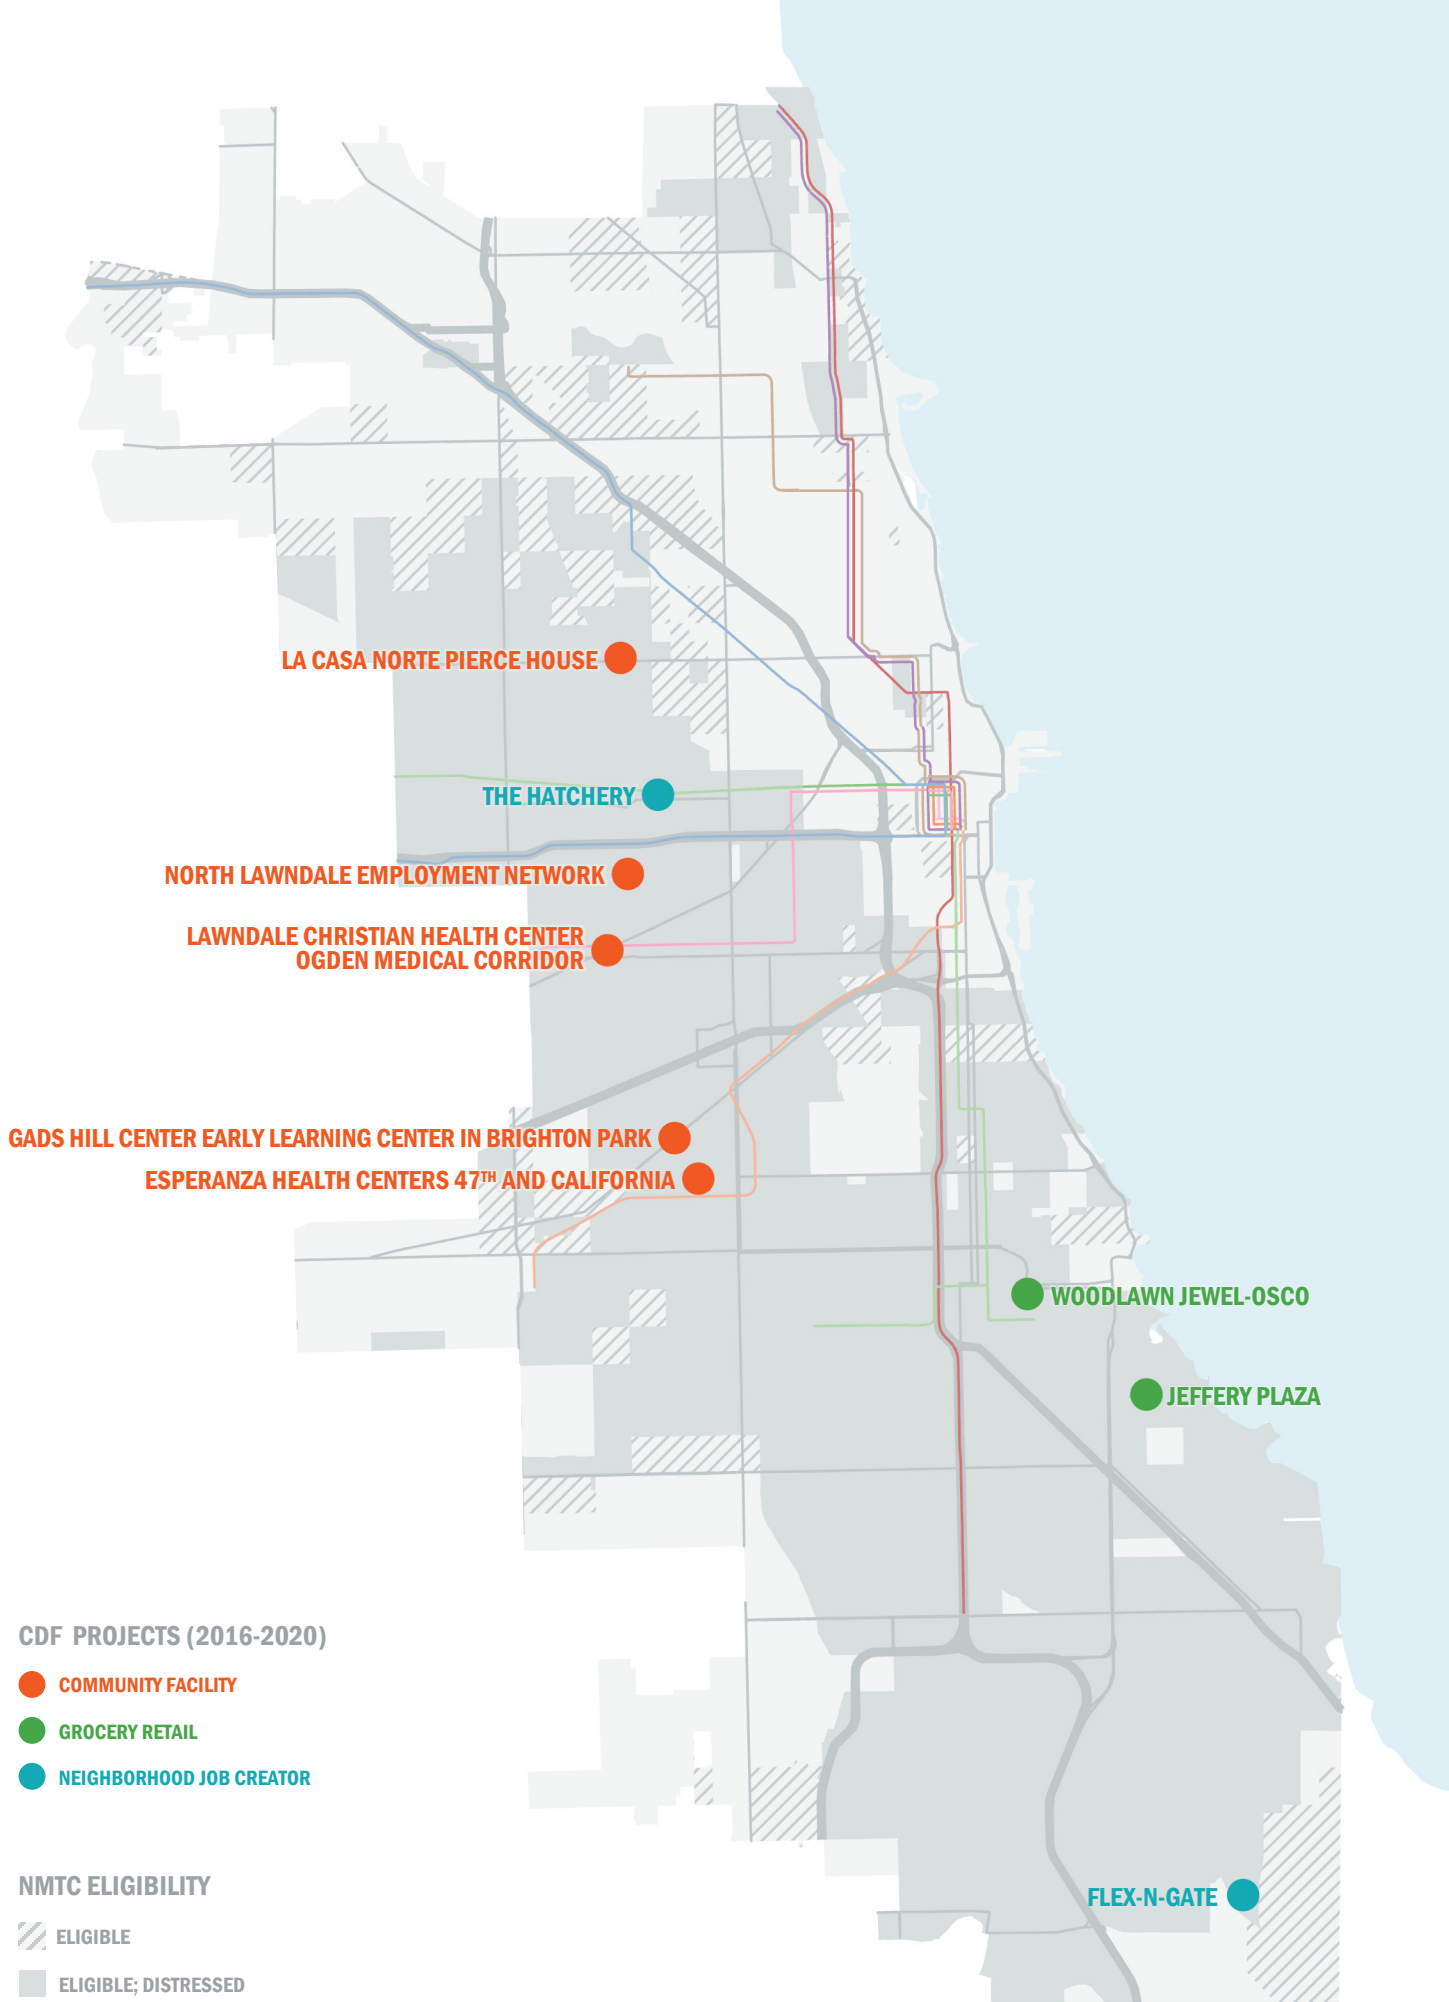 LA CASA NORTE PIERCE HOUSE
THE HATCHERY
NORTH LAWNDALE EMPLOYMENT NETWORK
LAWNDALE CHRISTIAN HEALTH CENTER
OGDEN MEDICAL CORRIDOR
GADS HILL CENTER EARLY LEARNING CENTER IN BRIGHTON PARK
ESPERANZA HEALTH CENTERS 47TH AND CALIFORNIA
WOODLAWN JEWEL-OSCO
JEFFERY PLAZA
CDF PROJECTS (2016-2020)
COMMUNITY FACILITY
GROCERY RETAIL
NEIGHBORHOOD JOB CREATOR
NMTC ELIGIBILITY
FLEX-N-GATE
ELIGIBLE
ELIGIBLE; DISTRESSED